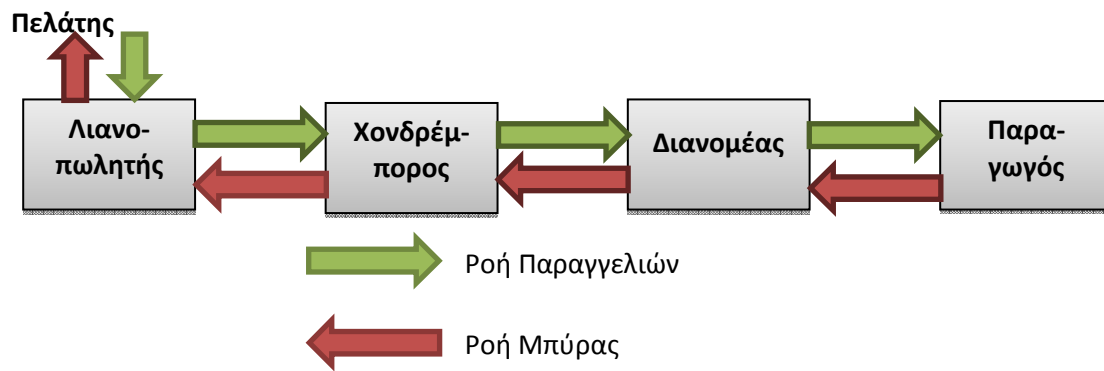 Πελάτης
Λιανο-
πωλητής
Χονδρέμ-
πορος
Διανομέας
Παρα-
γωγός
Ροή Παραγγελιών
Ροή Μπύρας